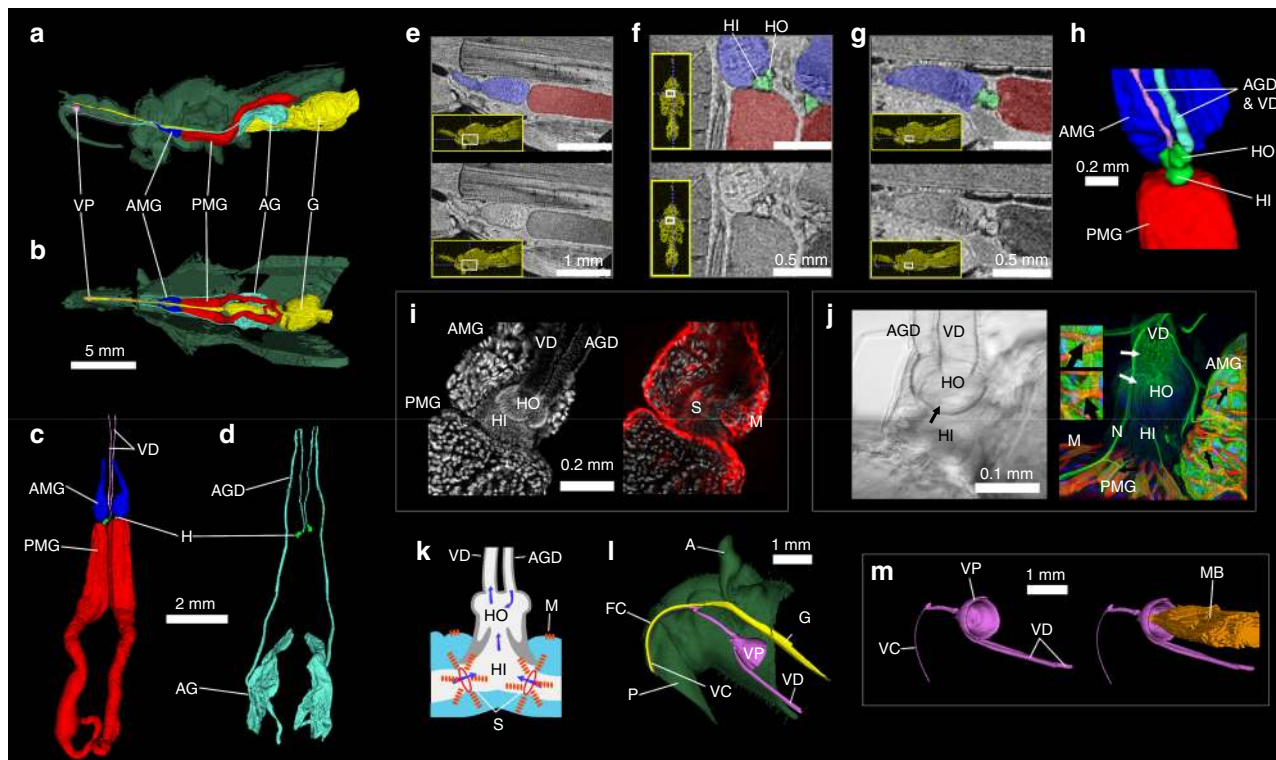 a
VP
AMG
PMG
AG
G
b
5 mm
c
VD
AMG
PMG
H
2 mm
d
AGD
AG
e
1 mm
f
HI
HO
0.5 mm
g
0.5 mm
h
AGD
& VD
AMG
HO
0.2 mm
HI
PMG
i
AMG
VD
AGD
PMG
HO
HI
0.2 mm
S
M
j
AGD
VD
HO
HI
0.1 mm
VD
AMG
HO
M
N
HI
PMG
k
VD
AGD
M
HO
HI
S
l
A
1 mm
FC
G
VP
VC
VD
P
m
VP
1 mm
MB
VC
VD